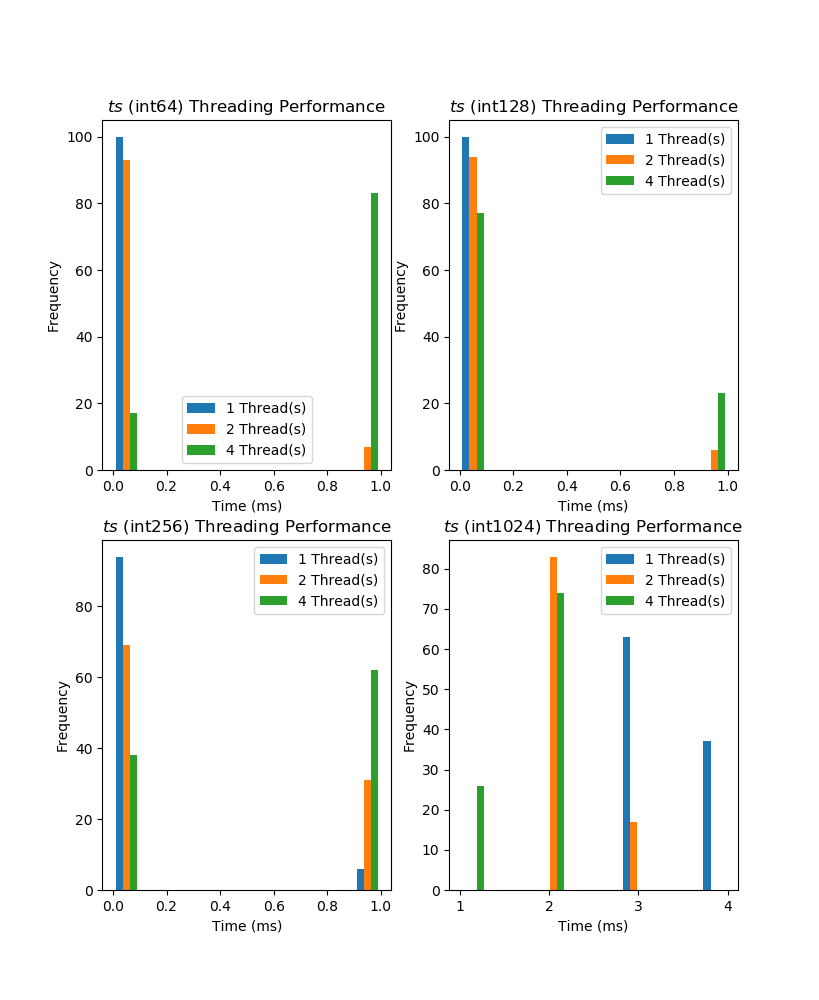 ts (int64) Threading Performance
Frequency
100
80
60
40
20
0
0.0 0.2 0.4 0.6 0.8 1.0
Time (ms)
1 Thread(s)
2 Thread(s)
4 Thread(s)
ts (int128) Threading Performance
Frequency
100
80
60
40
20
0
0.0 0.2 0.4 0.6 0.8 1.0
Time (ms)
1 Thread(s)
2 Thread(s)
4 Thread(s)
ts (int256) Threading Performance
Frequency
80
60
40
20
0
0.0 0.2 0.4 0.6 0.8 1.0
Time (ms)
1 Thread(s)
2 Thread(s)
4 Thread(s)
ts (int1024) Threading Performance
Frequency
80
70
60
50
40
30
20
10
0
1 2 3 4
Time (ms)
1 Thread(s)
2 Thread(s)
4 Thread(s)